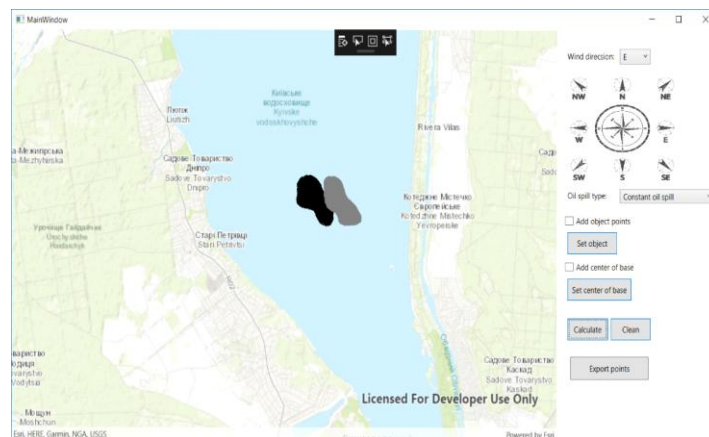 MainWindow
Wind direction: E
Київське
водосховище
Kyivske
vodoskhovyshche
NW
N
NE
Лютіж
Liutizh
Rivera Villas
W
E
а-Межигірська
a-Mezhyhirska
Садове Товариство
Дніпро
Sadove Tovarystvo
Dnipro
SW
S
SE
Котеджне Містечко
Європейське
Kotedzhne Mistechko
Yevropeiske
Oil spill type: Constant oil spill
Add object points
Старі Петрівці
Stari Petrivtsi
Set object
Add center of base
Set center of base
Calculate
Clean
Садове Товариство
Каскад
Sadove Tovarystvo
Kaskad
Export points
Licensed For Developer Use Only
Мощун
Moshchun
Esri, HERE, Garmin, NGA, USGS
Powered by Esri